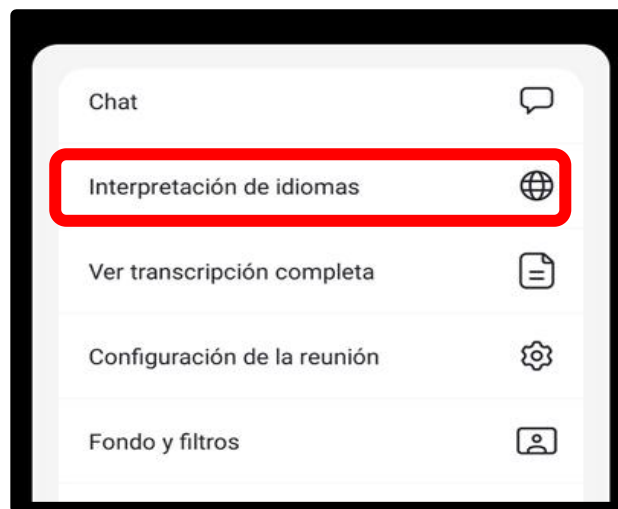 Chat
Interpretación de idiomas
Ver transcripción completa
Configuración de la reunión
Fondo y filtros